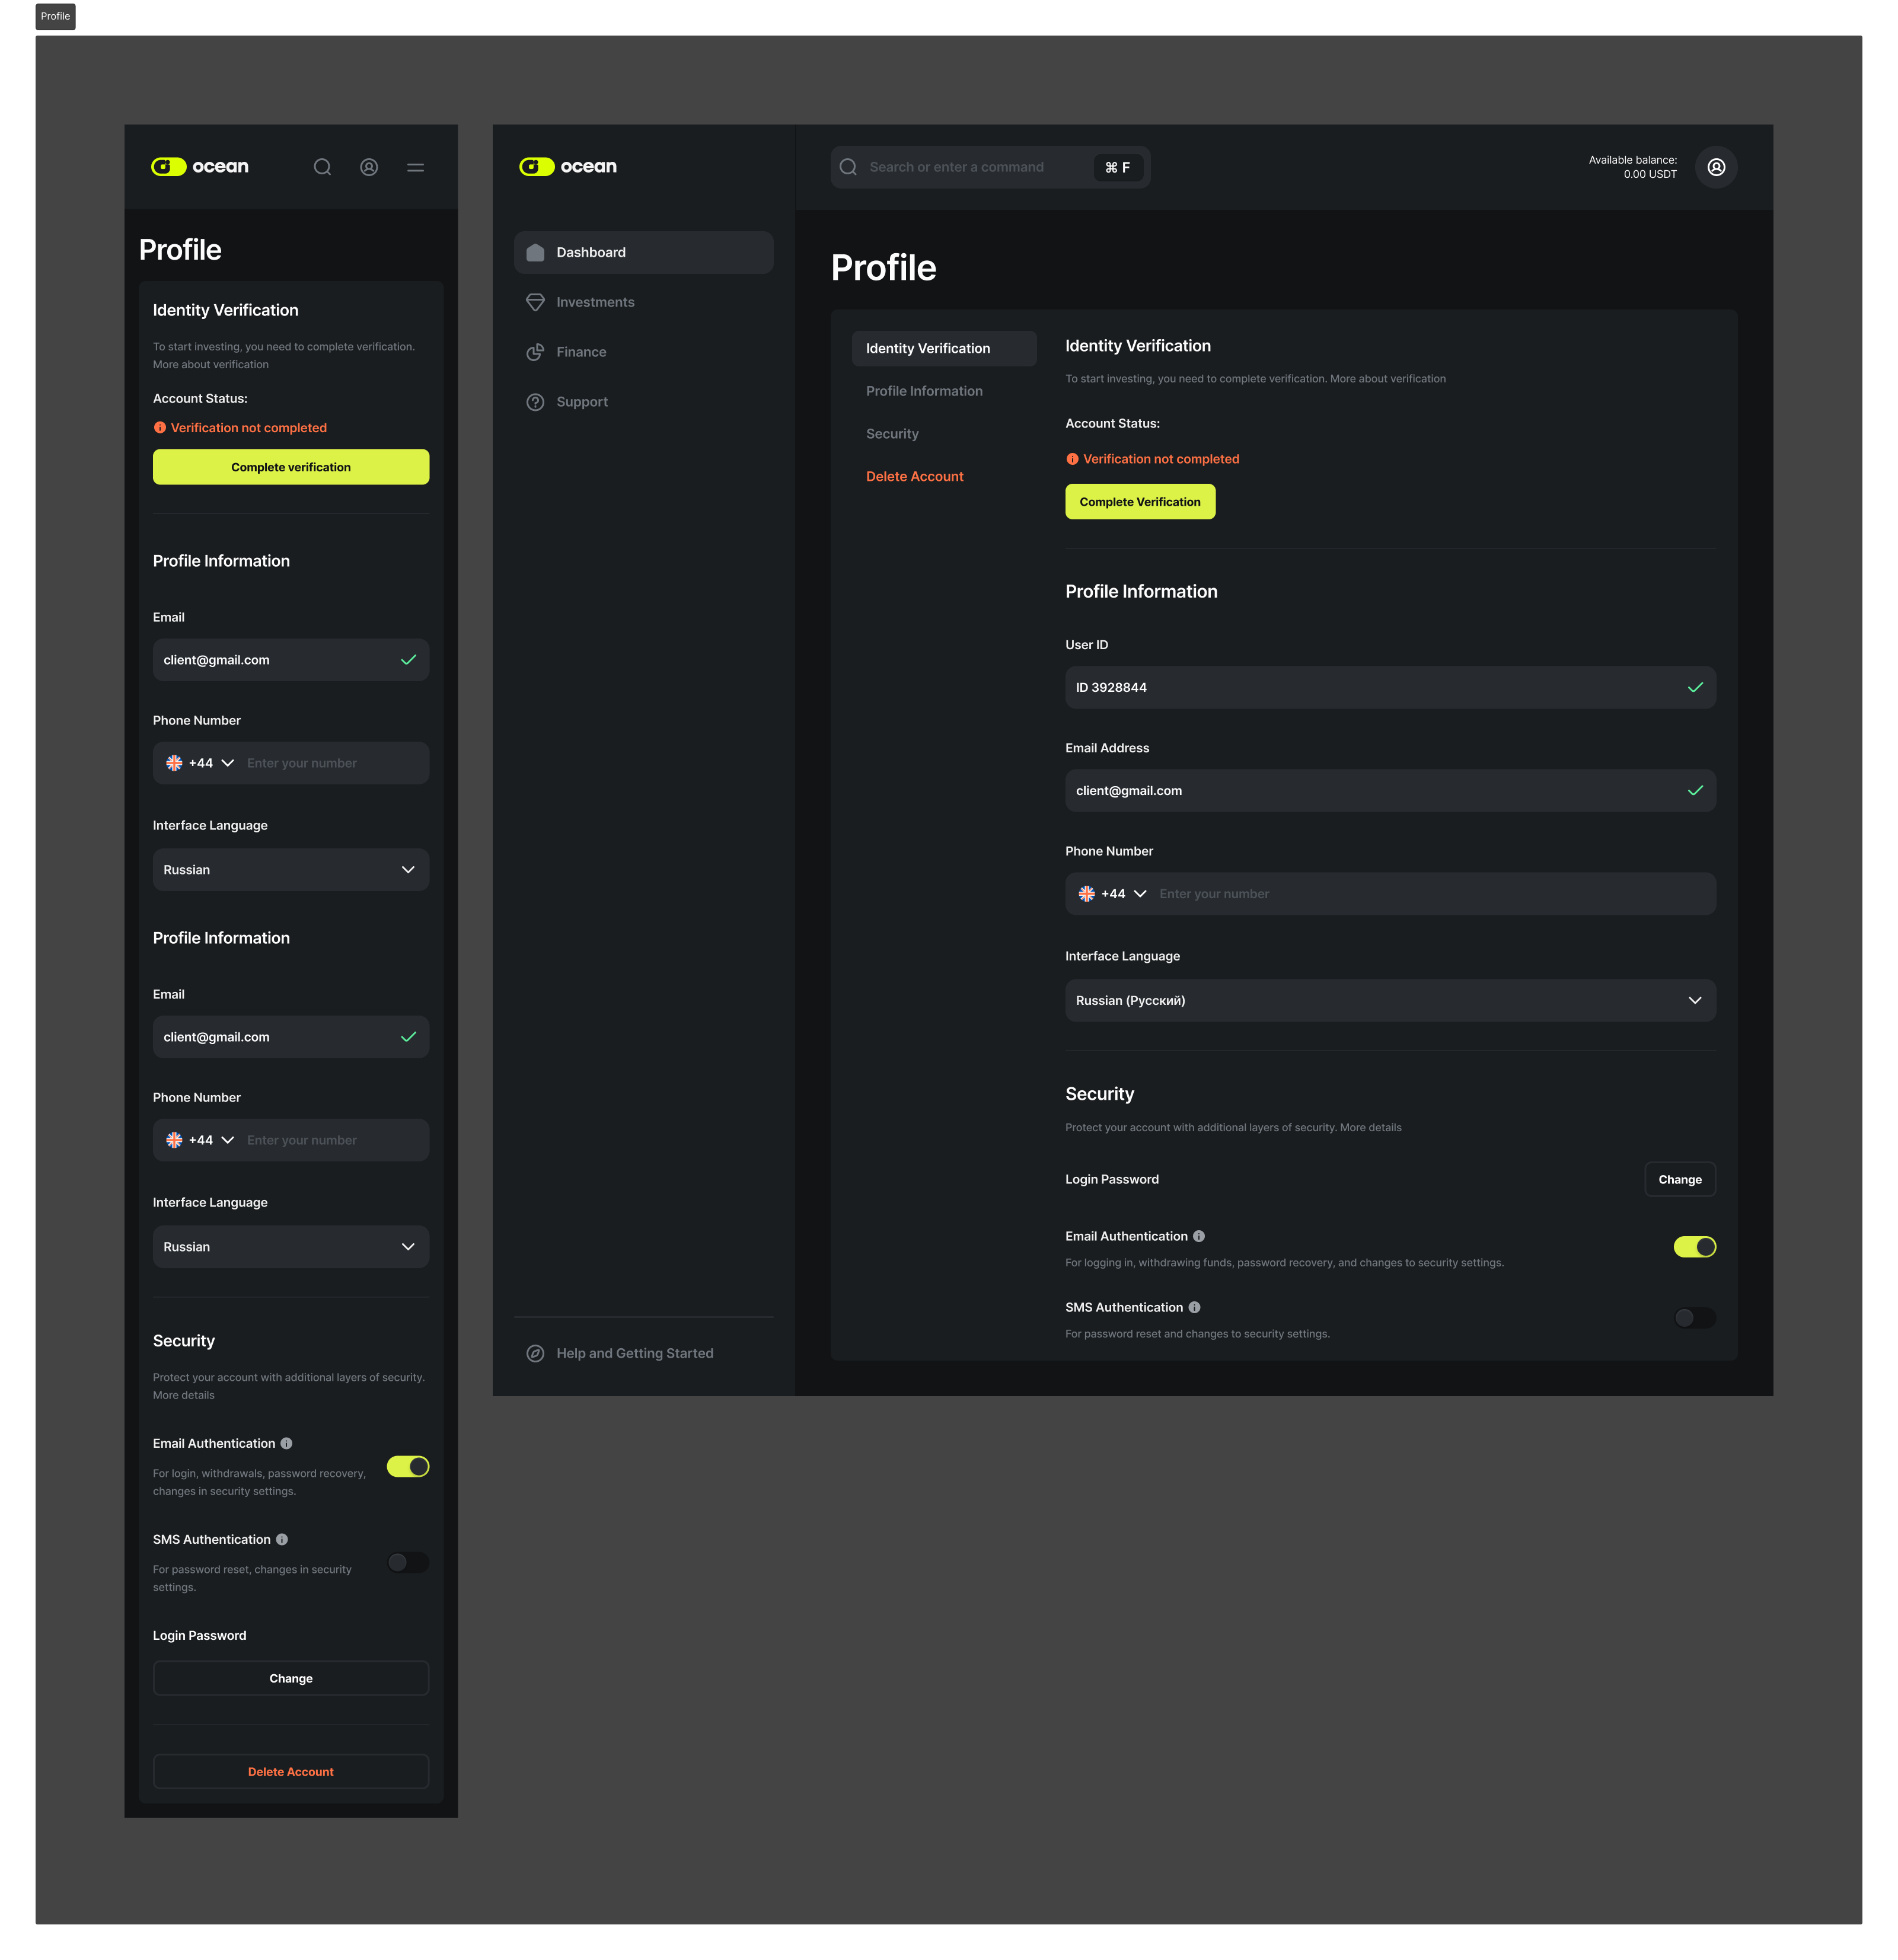 Profile
ocean
Profile
Identity Verification
To start investing, you need to complete verification.
More about verification
Account Status:
Verification not completed
Complete verification
Profile Information
Email
client@gmail.com
Phone Number
+44 Enter your number
Interface Language
Russian
Profile Information
Email
client@gmail.com
Phone Number
+44 Enter your number
Interface Language
Russian
Security
Protect your account with additional layers of security.
More details
Email Authentication
For login, withdrawals, password recovery,
changes in security settings.
SMS Authentication
For password reset, changes in security
settings.
Login Password
Change
Delete Account
ocean
Search or enter a command ⌘ F
Available balance:
0.00 USDT
Dashboard
Investments
Finance
Support
Help and Getting Started
Profile
Identity Verification
Profile Information
Security
Delete Account
Identity Verification
To start investing, you need to complete verification. More about verification
Account Status:
Verification not completed
Complete Verification
Profile Information
User ID
ID 3928844
Email Address
client@gmail.com
Phone Number
+44 Enter your number
Interface Language
Russian (Русский)
Security
Protect your account with additional layers of security. More details
Login Password
Change
Email Authentication
For logging in, withdrawing funds, password recovery, and changes to security settings.
SMS Authentication
For password reset and changes to security settings.